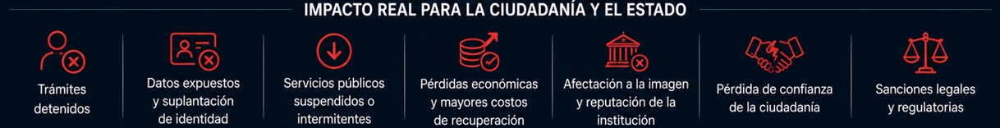 IMPACTO REAL PARA LA CIUDADANÍA Y EL ESTADO
Trámites
detenidos
Datos expuestos
y suplantación
de identidad
Servicios públicos
suspendidos o
intermitentes
Pérdidas económicas
y mayores costos
de recuperación
Afectación a la imagen
y reputación de la
institución
Pérdida de confianza
de la ciudadanía
Sanciones legales
y regulatorias